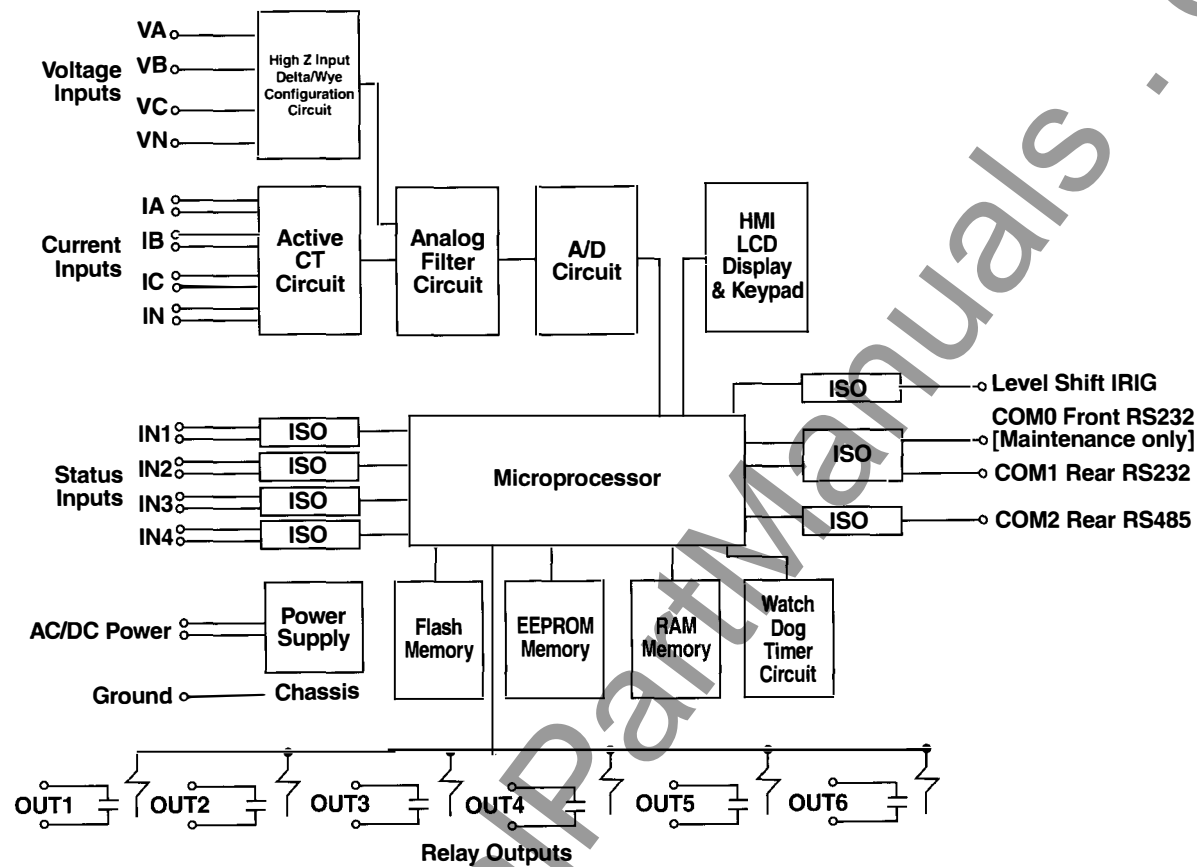 VA
VB
VC
VN
Voltage
Inputs
High Z Input
Delta/Wye
Configuration
Circuit
IA
IB
IC
IN
Current
Inputs
Active
CT
Circuit
Analog
Filter
Circuit
A/D
Circuit
HMI
LCD
Display
& Keypad
IN1
IN2
IN3
IN4
Status
Inputs
ISO
ISO
ISO
ISO
Microprocessor
ISO
ISO
ISO
Level Shift IRIG
COM0 Front RS232
[Maintenance only]
COM1 Rear RS232
COM2 Rear RS485
AC/DC Power
Power
Supply
Ground
Chassis
Flash
Memory
EEPROM
Memory
RAM
Memory
Watch
Dog
Timer
Circuit
OUT1
OUT2
OUT3
OUT4
OUT5
OUT6
Relay Outputs
lPartManuals .